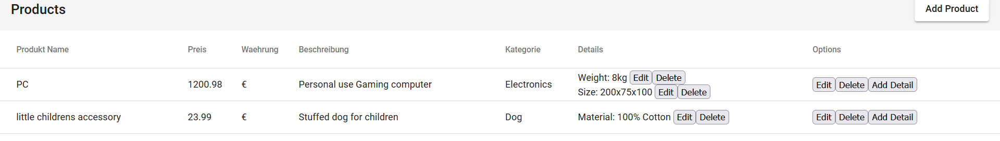 Products
Add Product
Produkt Name Preis Waehrung Beschreibung Kategorie Details Options
PC 1200.98 € Personal use Gaming computer Electronics Weight: 8kg Edit Delete Edit Delete Add Detail
Size: 200x75x100 Edit Delete
little childrens accessory 23.99 € Stuffed dog for children Dog Material: 100% Cotton Edit Delete Edit Delete Add Detail